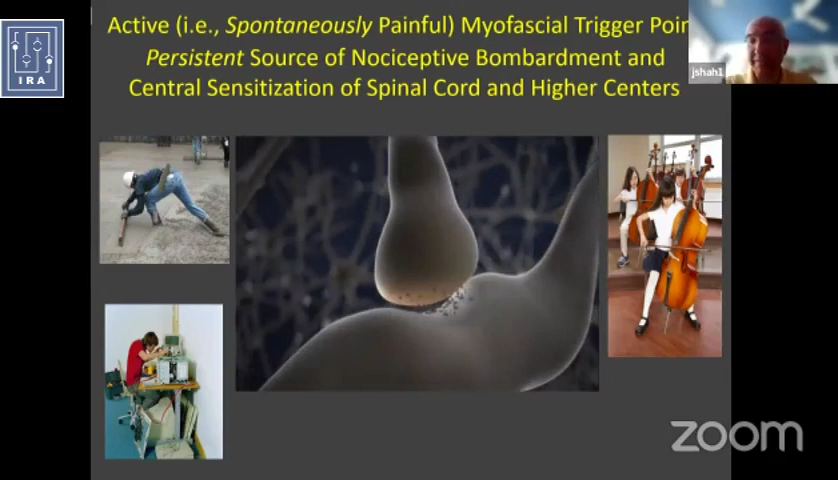 Active (i.e., Spontaneously Painful) Myofascial Trigger Poin
Persistent Source of Nociceptive Bombardment and
Central Sensitization of Spinal Cord and Higher Centers
IRA
jshah1
zoom